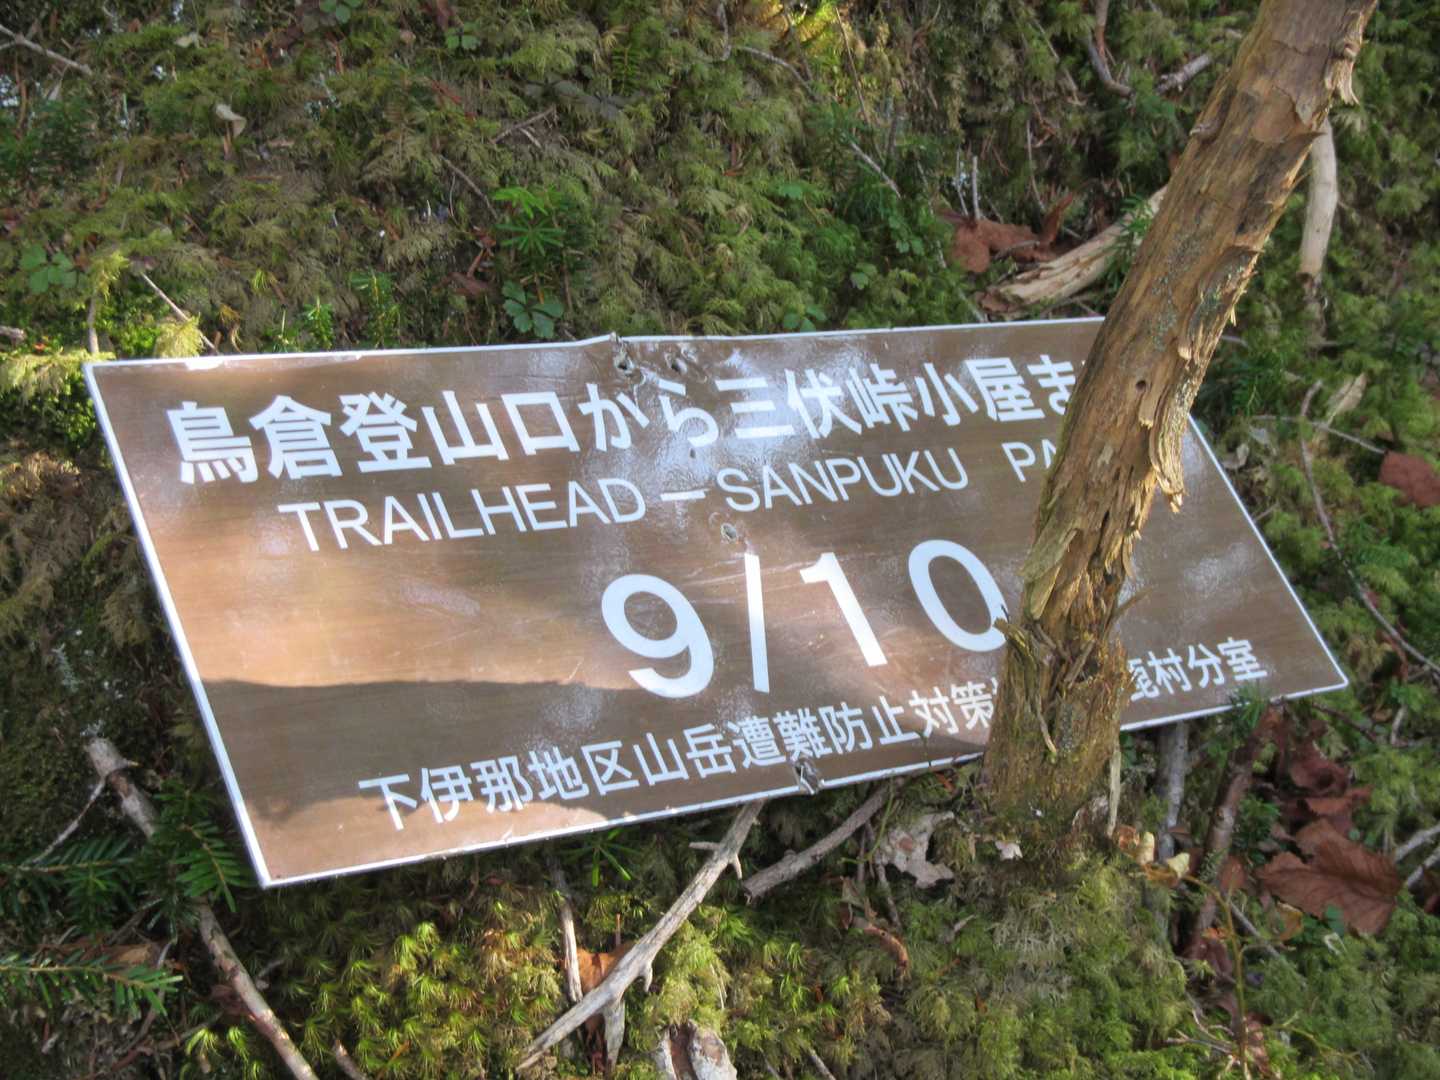 鳥倉登山口から三伏峠小屋ま
TRAILHEAD－SANPUKU PA
9/10
下伊那地区山岳遭難防止対策 村分室